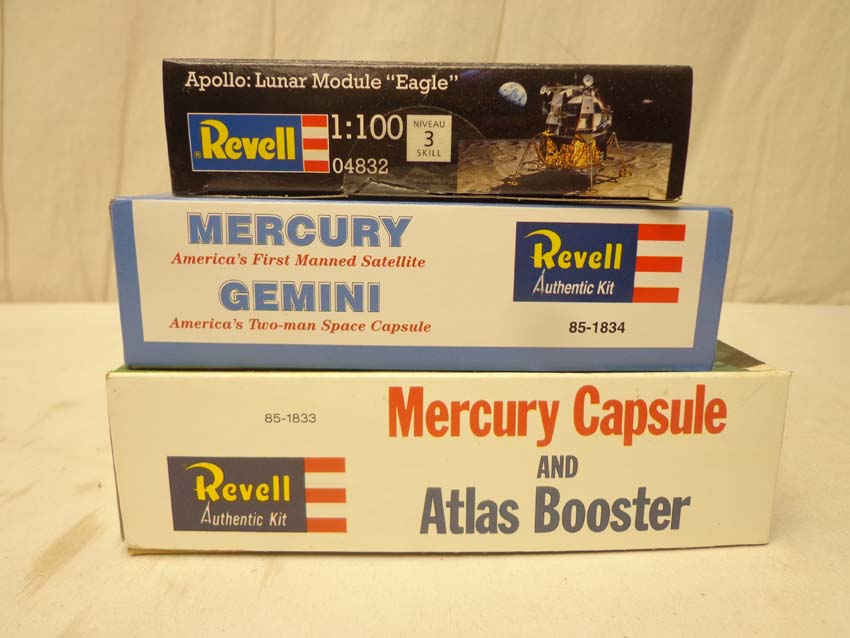 Apollo: Lunar Module "Eagle"
® Revell
1:100
04832
NIVEAU
3
SKILL
MERCURY
America's First Manned Satellite
GEMINI
America's Two-man Space Capsule
Revell
Authentic Kit
85-1834
85-1833
Revell
Authentic Kit
Mercury Capsule
AND
Atlas Booster